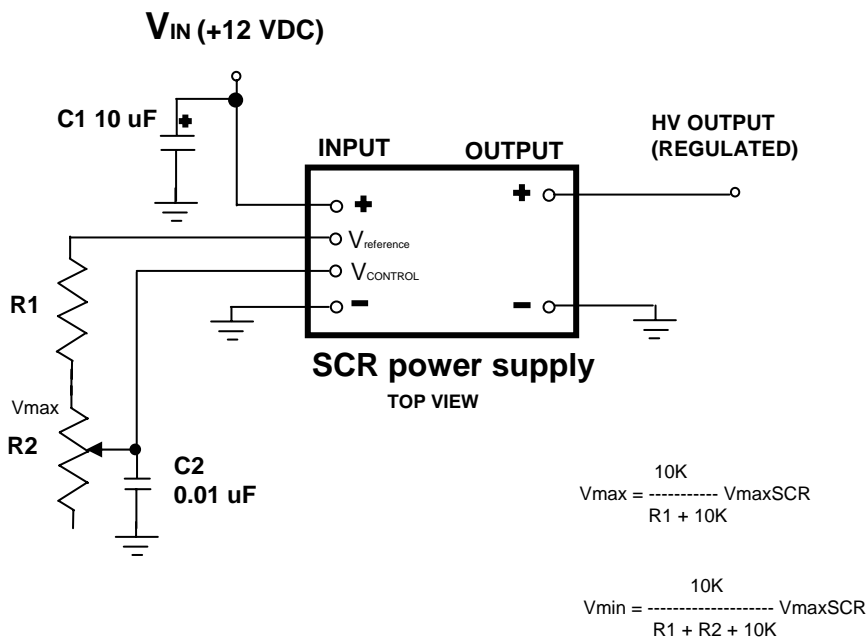 VIN (+12 VDC)
C1 10 uF +
HV OUTPUT
(REGULATED)
INPUT OUTPUT
+ +
Vreference
VCONTROL
- -
R1
SCR power supply
TOP VIEW
Vmax
R2
C2
0.01 uF
10K
Vmax = ----------- VmaxSCR
R1 + 10K
10K
Vmin = -------------------- VmaxSCR
R1 + R2 + 10K